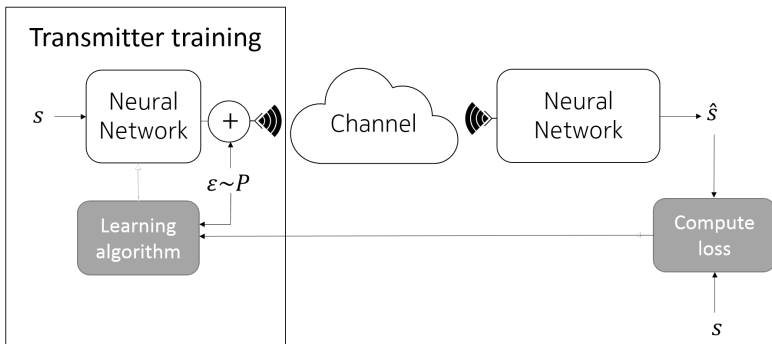 Transmitter training
s
Neural
Network
+
Channel
Neural
Network
ŝ
ε~P
Learning
algorithm
Compute
loss
s